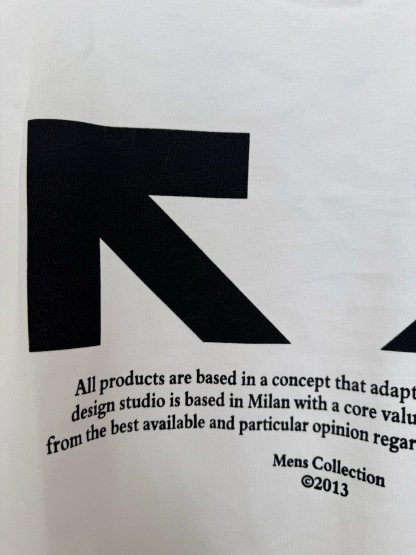 All products are based in a concept that adapt
design studio is based in Milan with a core valu
from the best available and particular opinion regar
Mens Collection
©2013